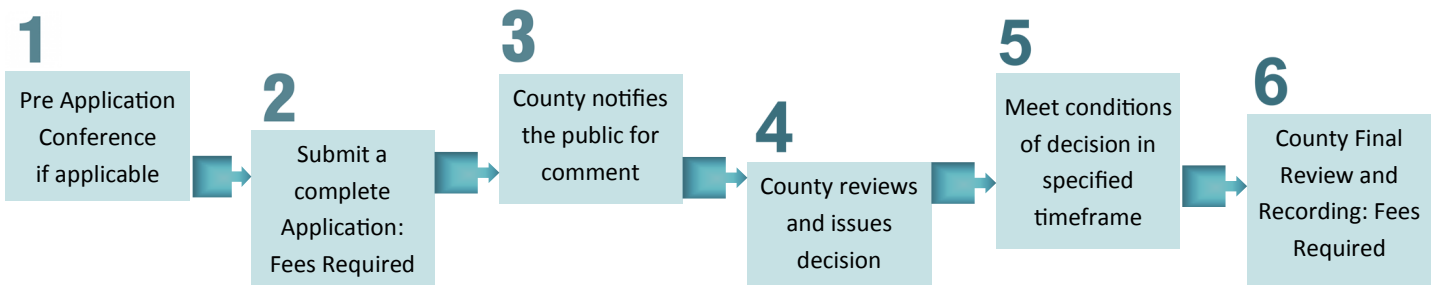 1
Pre Application
Conference
if applicable
2
Submit a
complete
Application:
Fees Required
3
County notifies
the public for
comment
4
County reviews
and issues
decision
5
Meet conditions
of decision in
specified
timeframe
6
County Final
Review and
Recording: Fees
Required